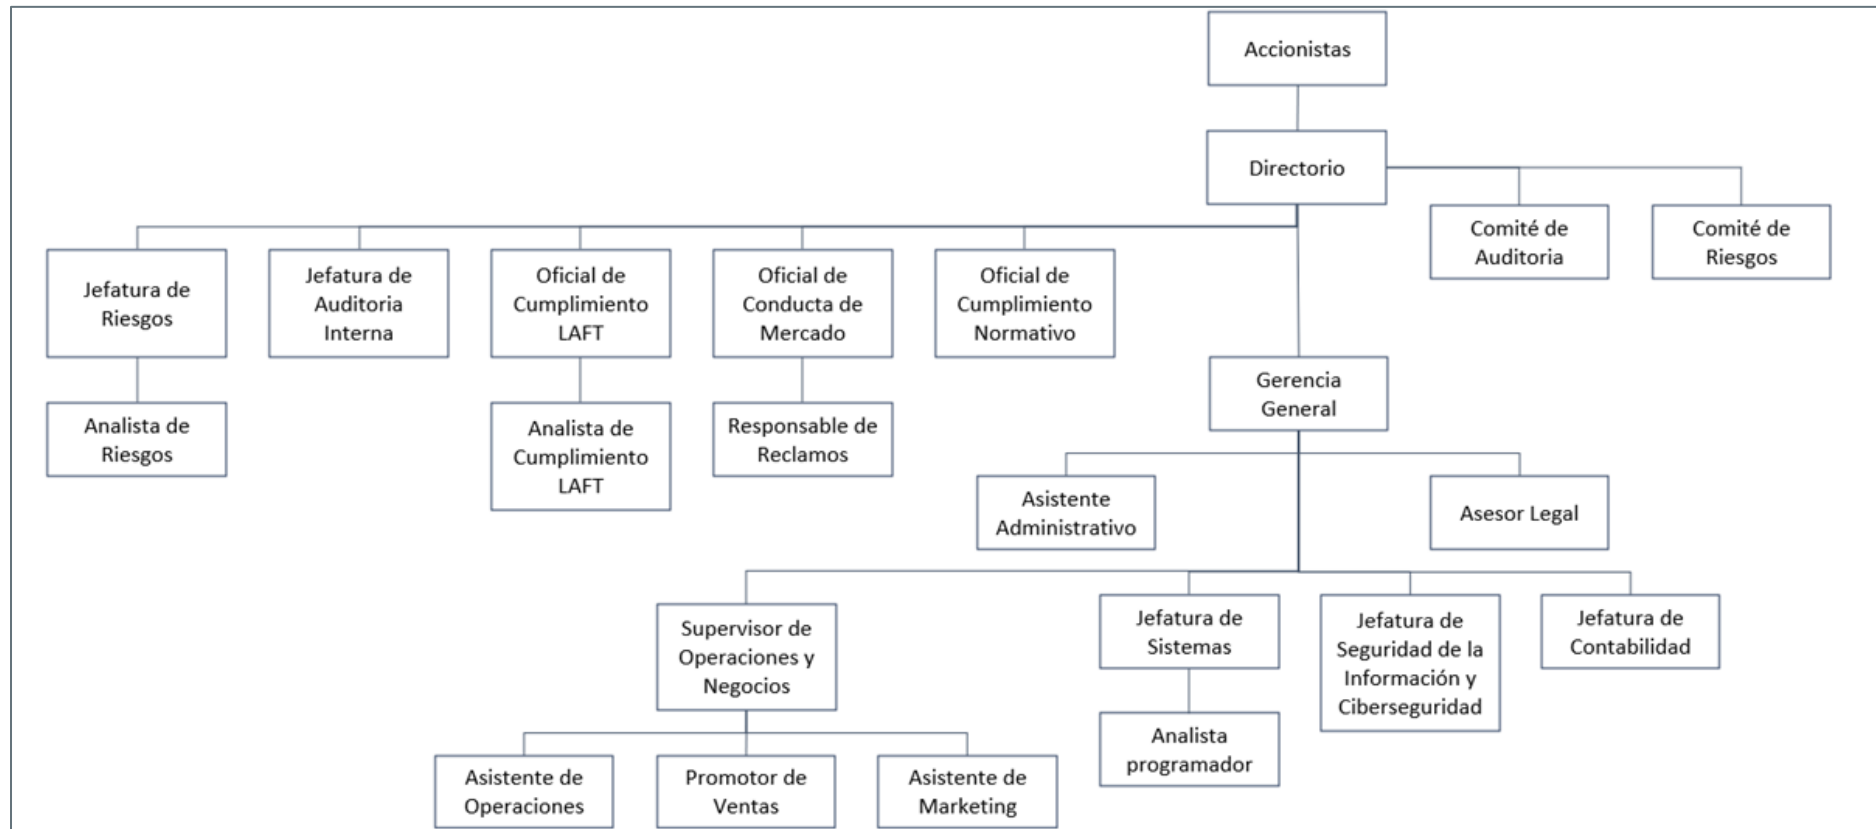 Accionistas
Directorio
Comité de
Auditoria
Comité de
Riesgos
Jefatura de
Riesgos
Jefatura de
Auditoria
Interna
Oficial de
Cumplimiento
LAFT
Oficial de
Conducta de
Mercado
Oficial de
Cumplimiento
Normativo
Gerencia
General
Analista de
Riesgos
Analista de
Cumplimiento
LAFT
Responsable de
Reclamos
Asistente
Administrativo
Asesor Legal
Supervisor de
Operaciones y
Negocios
Jefatura de
Sistemas
Jefatura de
Seguridad de la
Información y
Ciberseguridad
Jefatura de
Contabilidad
Analista
programador
Asistente de
Operaciones
Promotor de
Ventas
Asistente de
Marketing